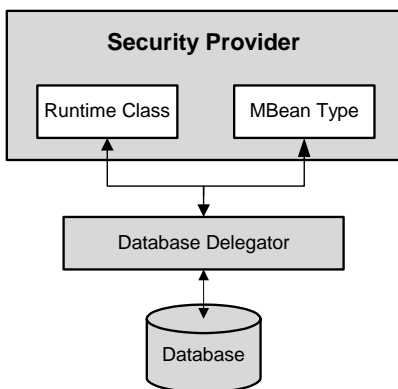 Security Provider
Runtime Class
MBean Type
Database Delegator
Database